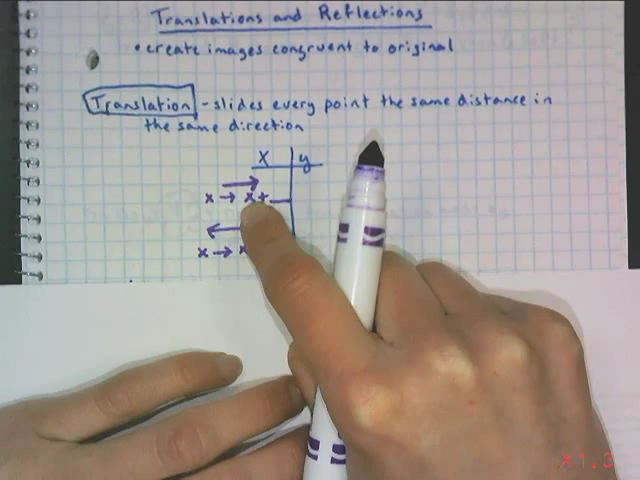 Translations and Reflections
• create images congruent to original
Translation - slides every point the same distance in
the same direction
x y
→
x → x + _
←
x → x
x1.3